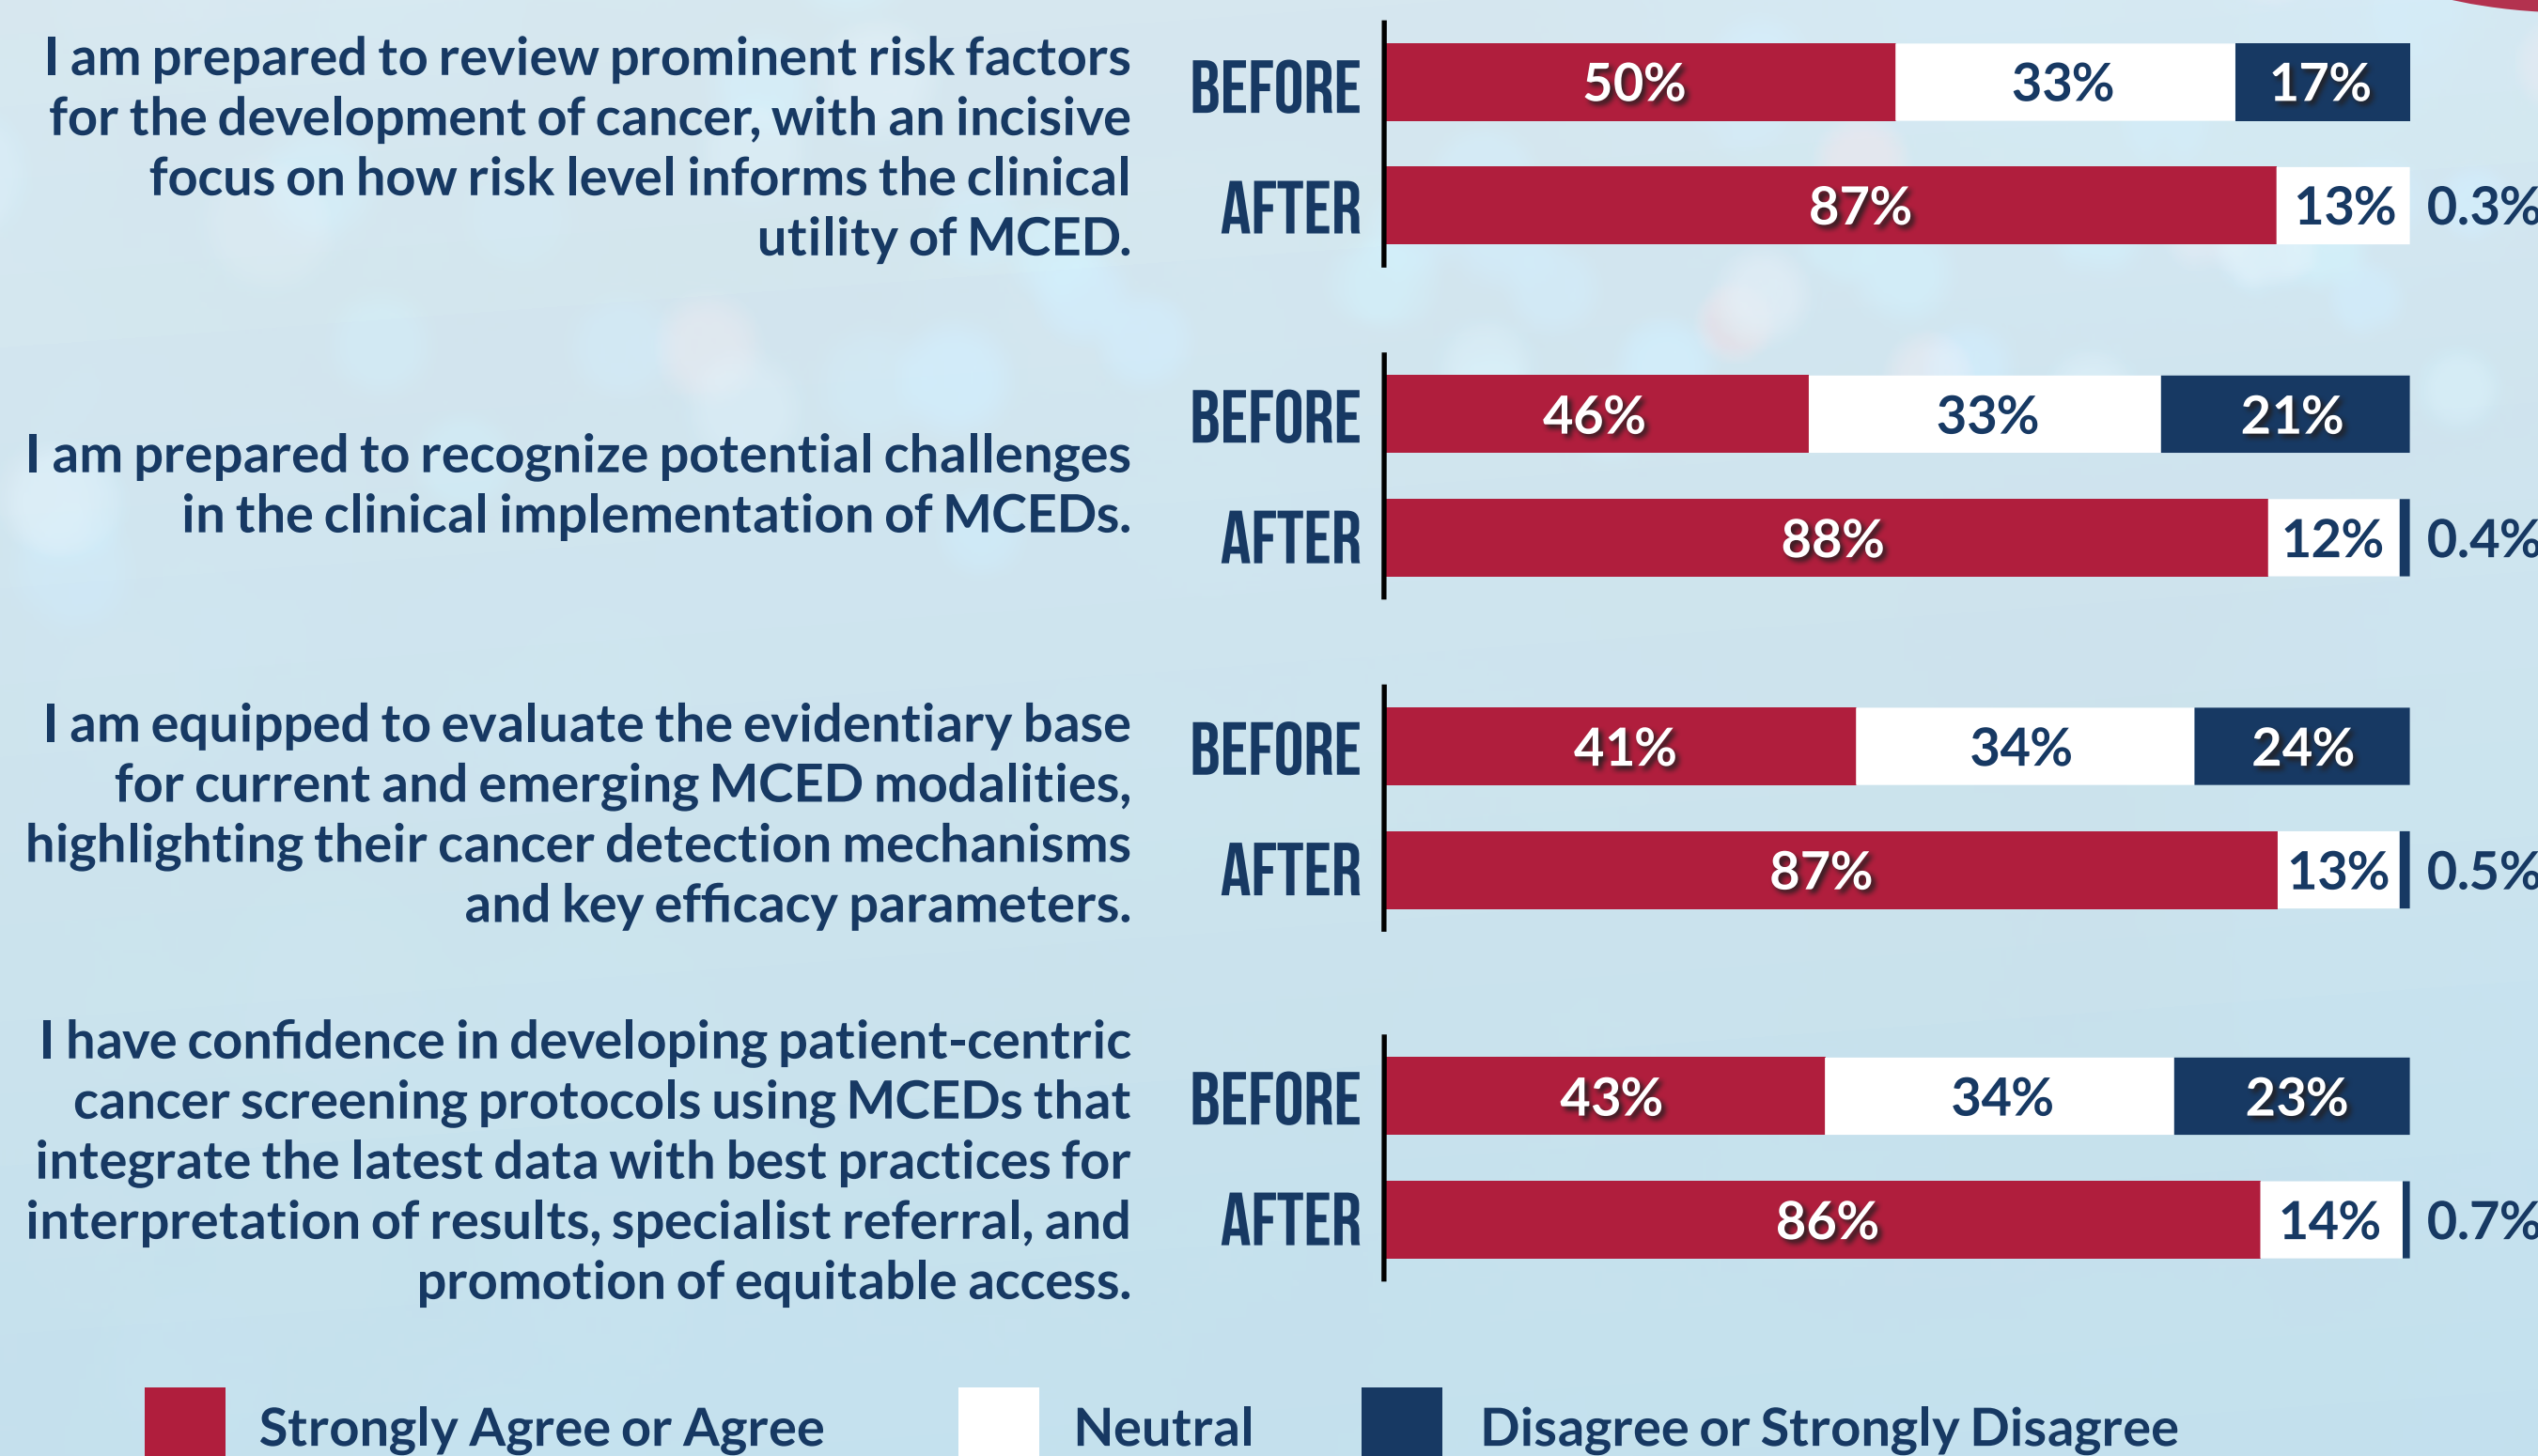 I am prepared to review prominent risk factors
for the development of cancer, with an incisive
focus on how risk level informs the clinical
utility of MCED.
BEFORE
50%
33%
17%
AFTER
87%
13%
0.3%
I am prepared to recognize potential challenges
in the clinical implementation of MCEDs.
BEFORE
46%
33%
21%
AFTER
88%
12%
0.4%
I am equipped to evaluate the evidentiary base
for current and emerging MCED modalities,
highlighting their cancer detection mechanisms
and key efficacy parameters.
BEFORE
41%
34%
24%
AFTER
87%
13%
0.5%
I have confidence in developing patient-centric
cancer screening protocols using MCEDs that
integrate the latest data with best practices for
interpretation of results, specialist referral, and
promotion of equitable access.
BEFORE
43%
34%
23%
AFTER
86%
14%
0.7%
Strongly Agree or Agree
Neutral
Disagree or Strongly Disagree